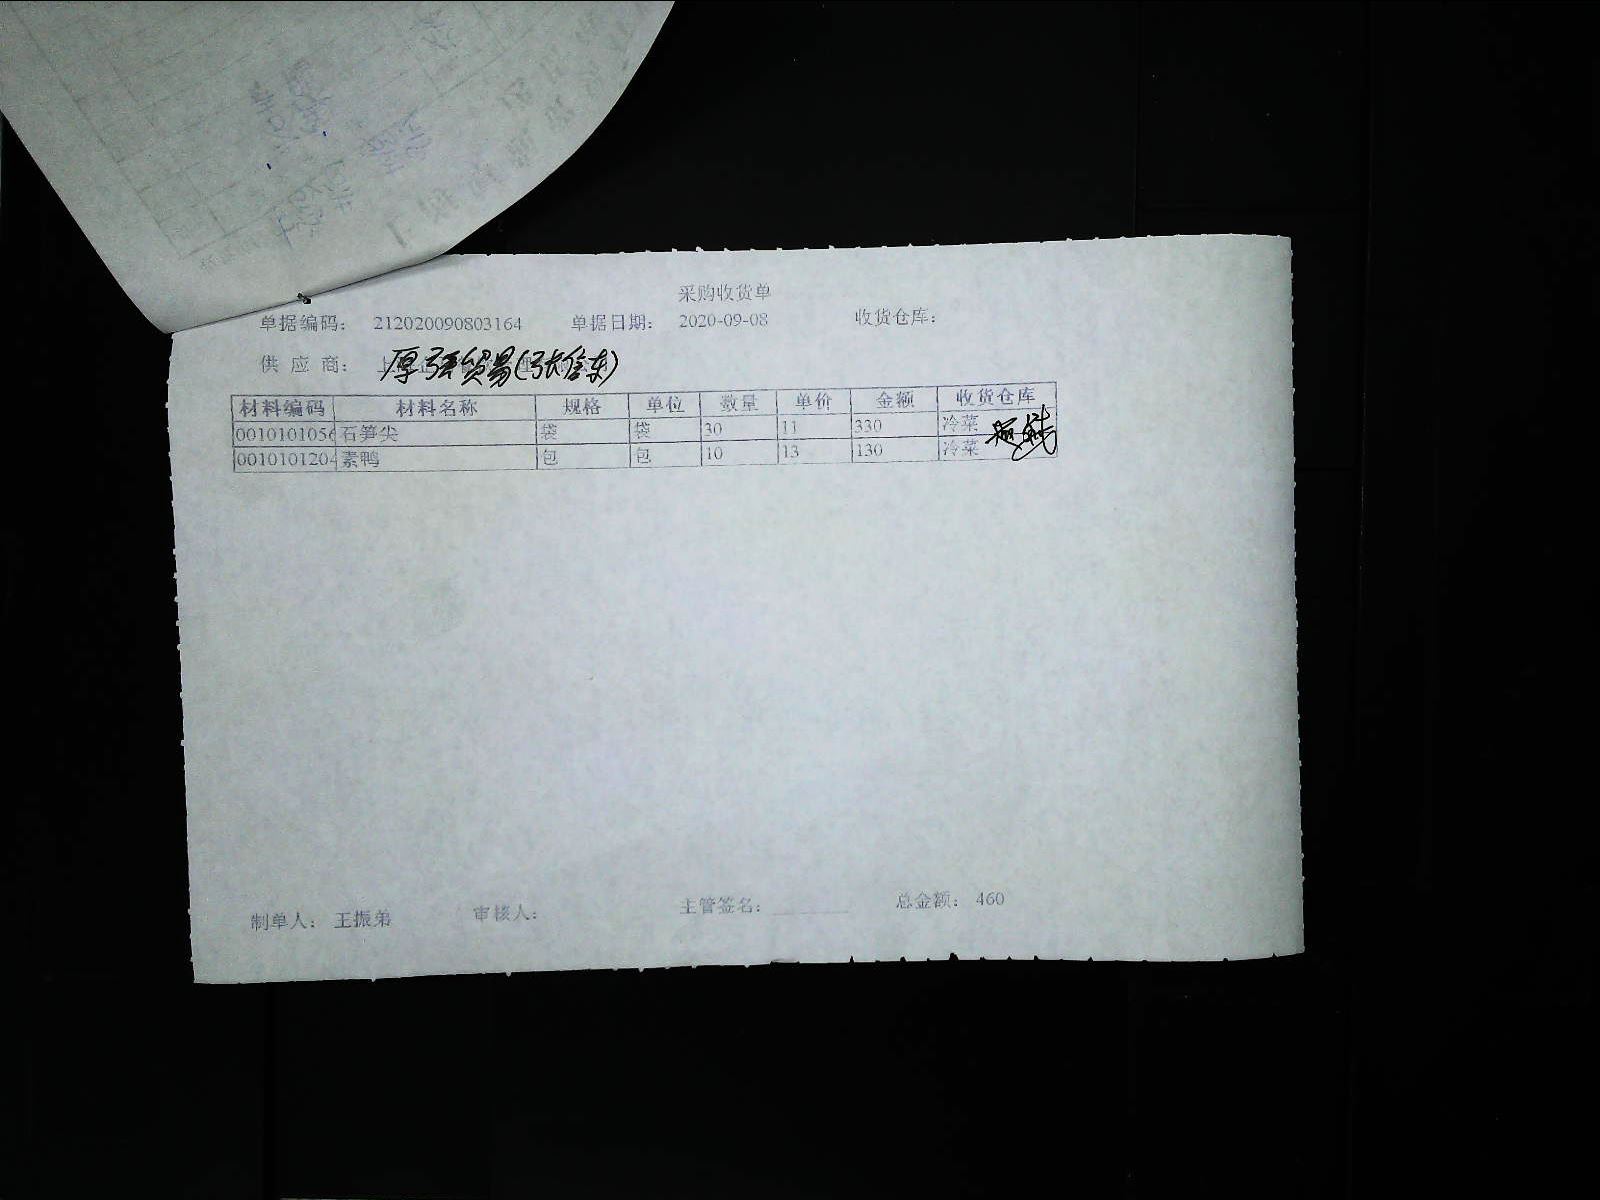 采购收货单
单据编码: 212020090803164 单据日期: 2020-09-08 收货仓库:
供应商: 厚强贸易(张信东)
材料编码 材料名称 规格 单位 数量 单价 金额 收货仓库
0010101056 石笋尖 袋 袋 30 11 330 冷菜
0010101204 素鸭 包 包 10 13 130 冷菜
制单人: 王振弟 审核人: 主管签名: 总金额: 460